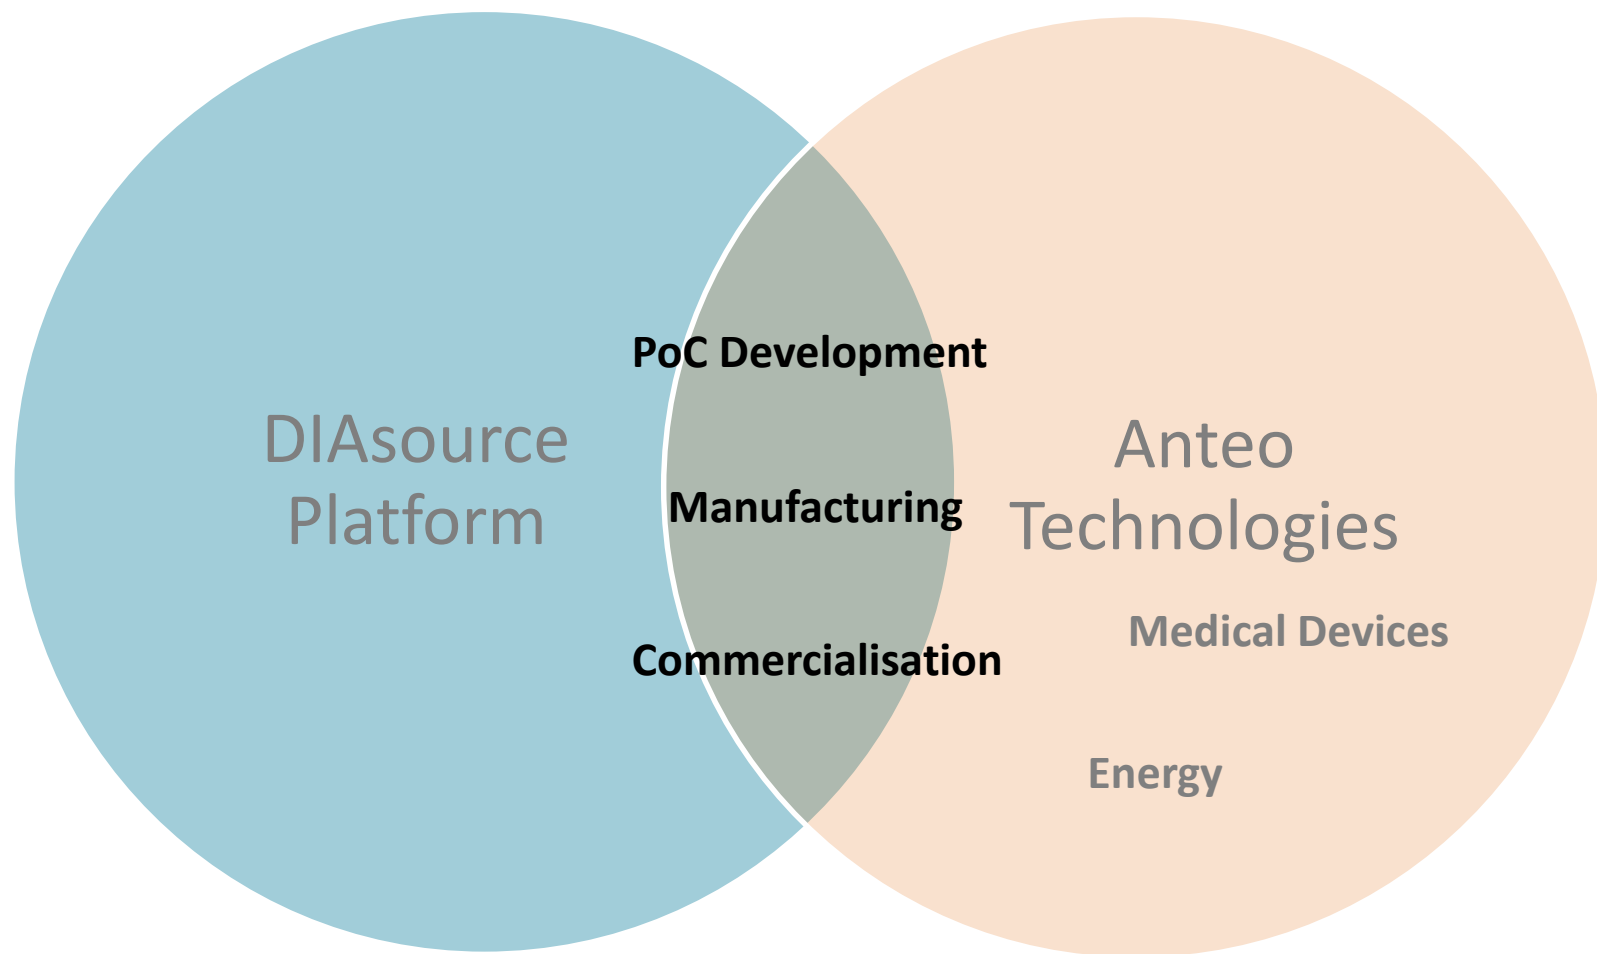 DIAsource
Platform
PoC Development
Manufacturing
Commercialisation
Anteo
Technologies
Medical Devices
Energy